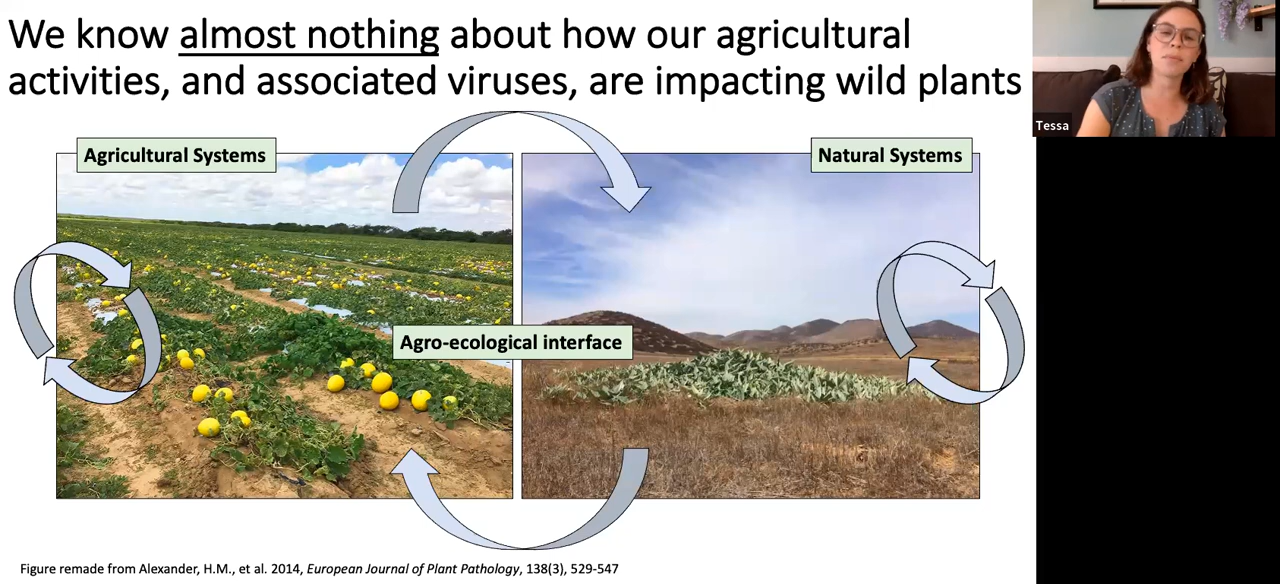 We know almost nothing about how our agricultural
activities, and associated viruses, are impacting wild plants
Tessa
Agricultural Systems
Natural Systems
Agro-ecological interface
Figure remade from Alexander, H.M., et al. 2014, European Journal of Plant Pathology, 138(3), 529-547